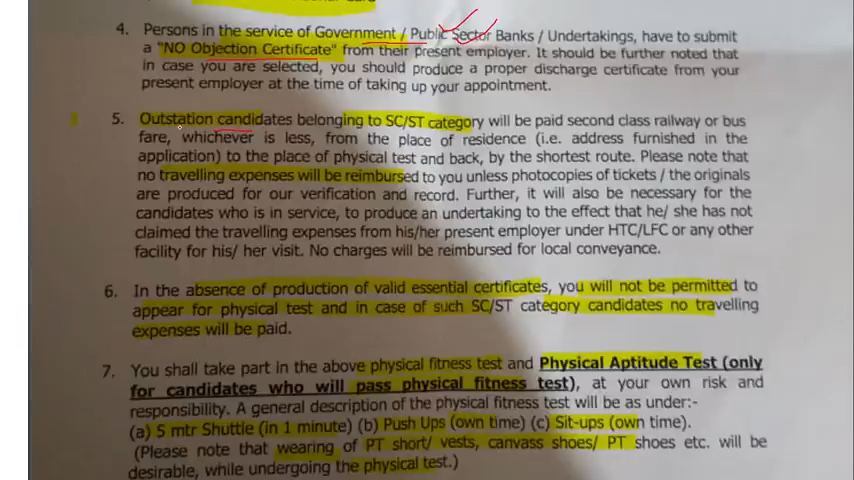 4. Persons in the service of Government / Public Sector Banks / Undertakings, have to submit
a "NO Objection Certificate" from their present employer. It should be further noted that
in case you are selected, you should produce a proper discharge certificate from your
present employer at the time of taking up your appointment.
5. Outstation candidates belonging to SC/ST category will be paid second class railway or bus
fare, whichever is less, from the place of residence (i.e. address furnished in the
application) to the place of physical test and back, by the shortest route. Please note that
no travelling expenses will be reimbursed to you unless photocopies of tickets / the originals
are produced for our verification and record. Further, it will also be necessary for the
candidates who is in service, to produce an undertaking to the effect that he/ she has not
claimed the travelling expenses from his/her present employer under HTC/LFC or any other
facility for his/ her visit. No charges will be reimbursed for local conveyance.
6. In the absence of production of valid essential certificates, you will not be permitted to
appear for physical test and in case of such SC/ST category candidates no travelling
expenses will be paid.
7. You shall take part in the above physical fitness test and Physical Aptitude Test (only
for candidates who will pass physical fitness test), at your own risk and
responsibility. A general description of the physical fitness test will be as under:-
(a) 5 mtr Shuttle (in 1 minute) (b) Push Ups (own time) (c) Sit-ups (own time).
(Please note that wearing of PT short/ vests, canvass shoes/ PT shoes etc. will be
desirable, while undergoing the physical test.)